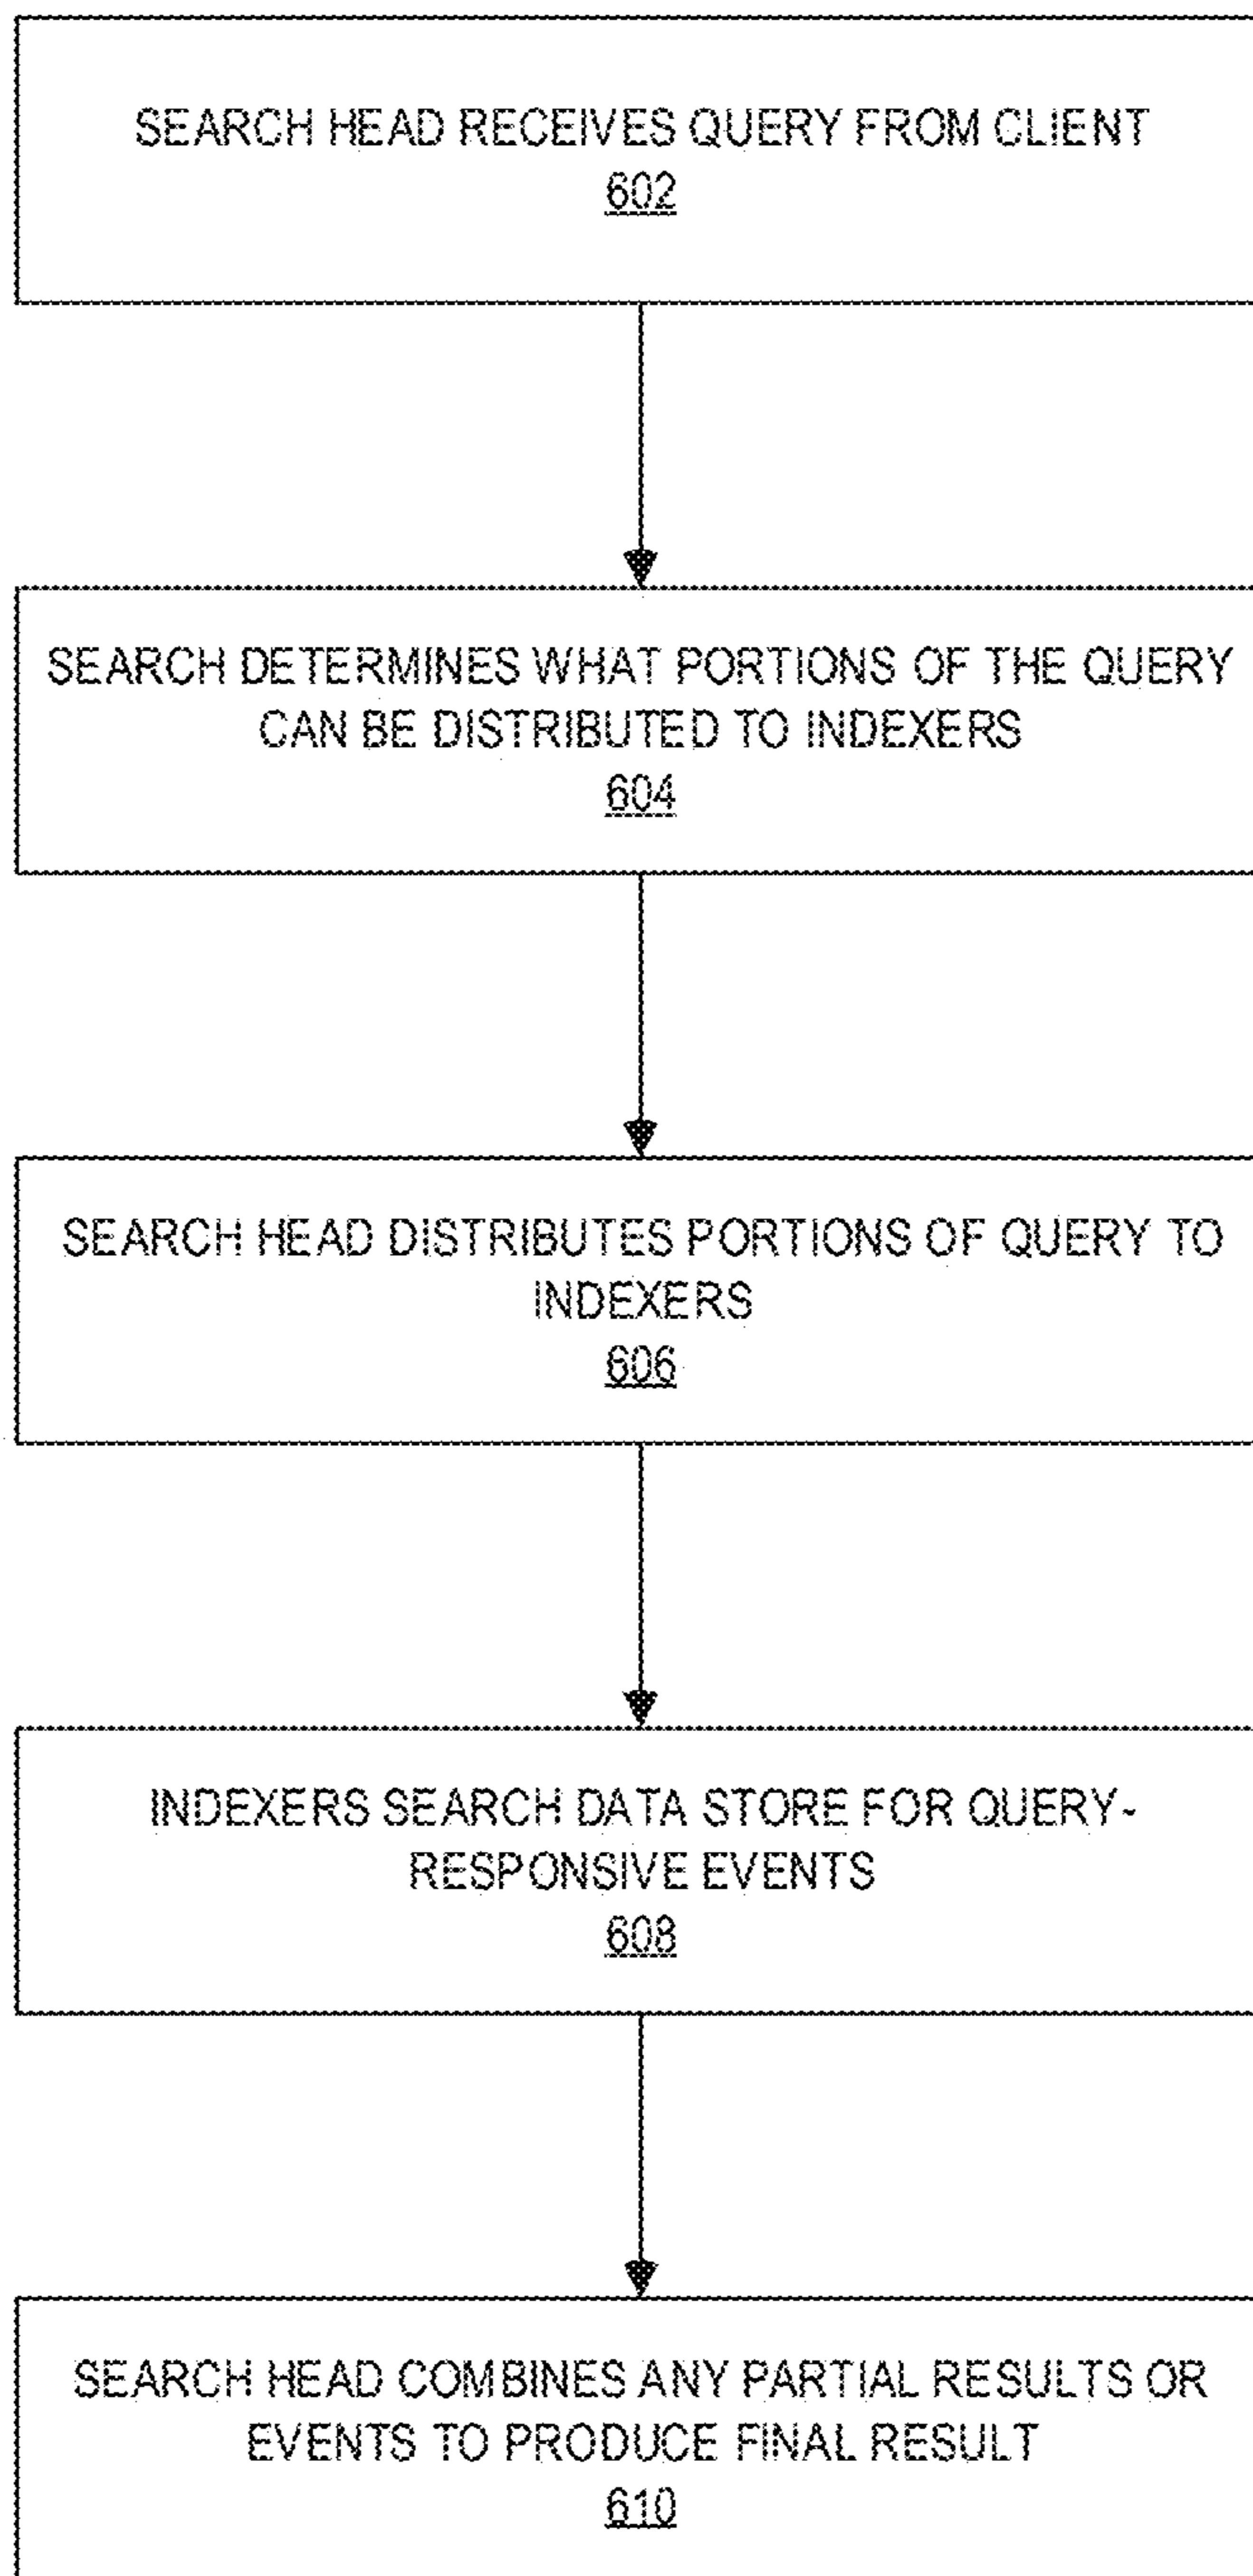 SEARCH HEAD RECEIVES QUERY FROM CLIENT
602
SEARCH DETERMINES WHAT PORTIONS OF THE QUERY
CAN BE DISTRIBUTED TO INDEXERS
604
SEARCH HEAD DISTRIBUTES PORTIONS OF QUERY TO
INDEXERS
606
INDEXERS SEARCH DATA STORE FOR QUERY-
RESPONSIVE EVENTS
608
SEARCH HEAD COMBINES ANY PARTIAL RESULTS OR
EVENTS TO PRODUCE FINAL RESULT
610